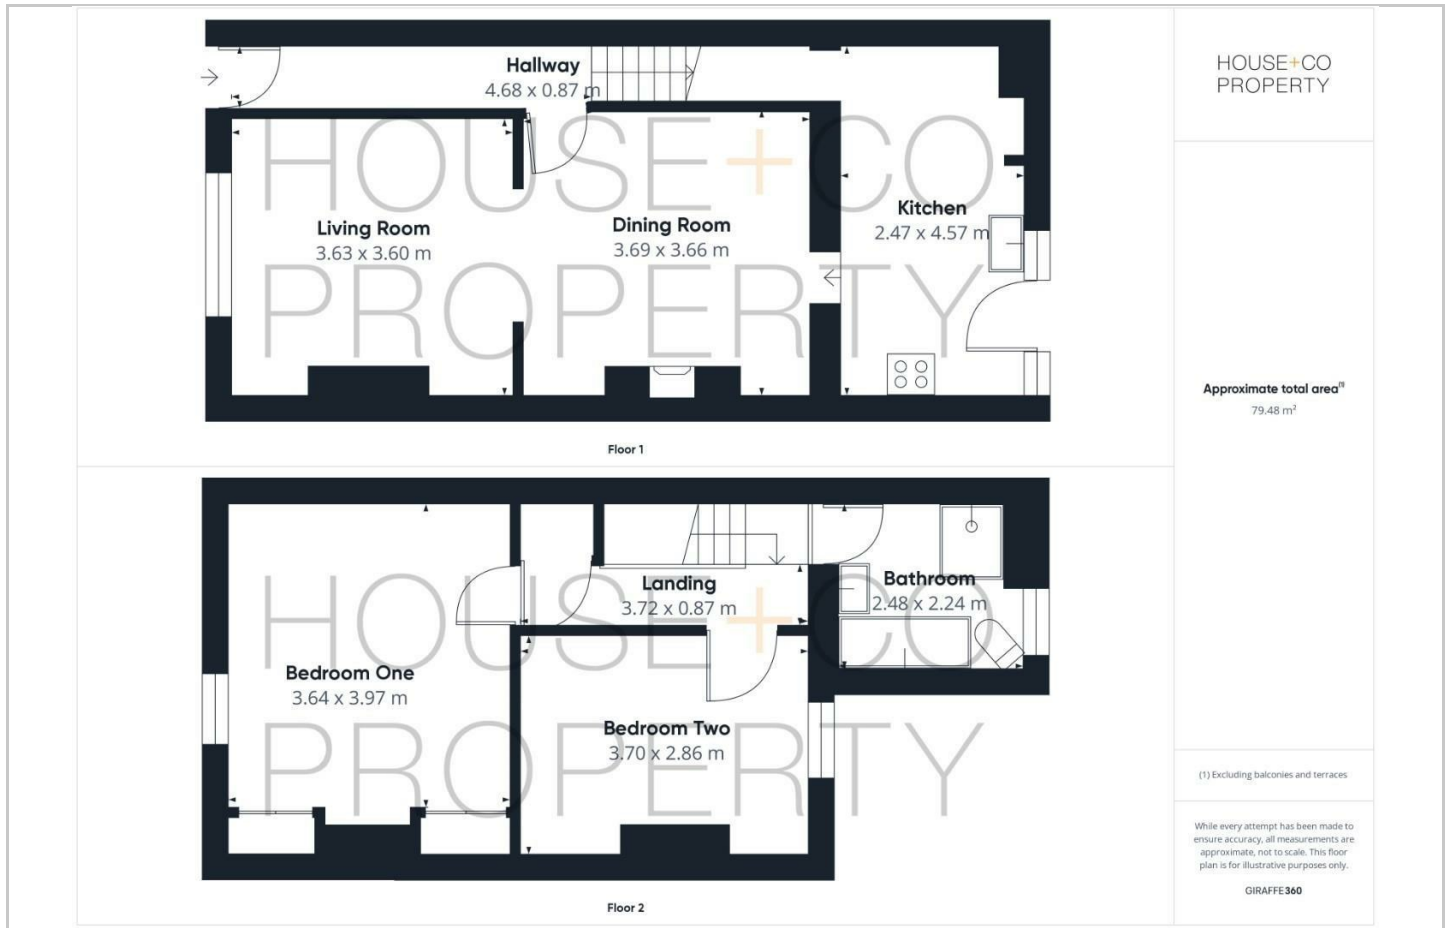 Hallway
4.68 x 0.87 m
Living Room
3.63 x 3.60 m
Dining Room
3.69 x 3.66 m
Kitchen
2.47 x 4.57 m
HOUSE+CO
PROPERTY
Floor 1
Landing
3.72 x 0.87 m
Bathroom
2.48 x 2.24 m
Bedroom One
3.64 x 3.97 m
Bedroom Two
3.70 x 2.86 m
HOUSE+CO
PROPERTY
Floor 2
HOUSE+CO
PROPERTY
Approximate total area(1)
79.48 m²
(1) Excluding balconies and terraces
While every attempt has been made to
ensure accuracy, all measurements are
approximate, not to scale. This floor
plan is for illustrative purposes only.
GIRAFFE360